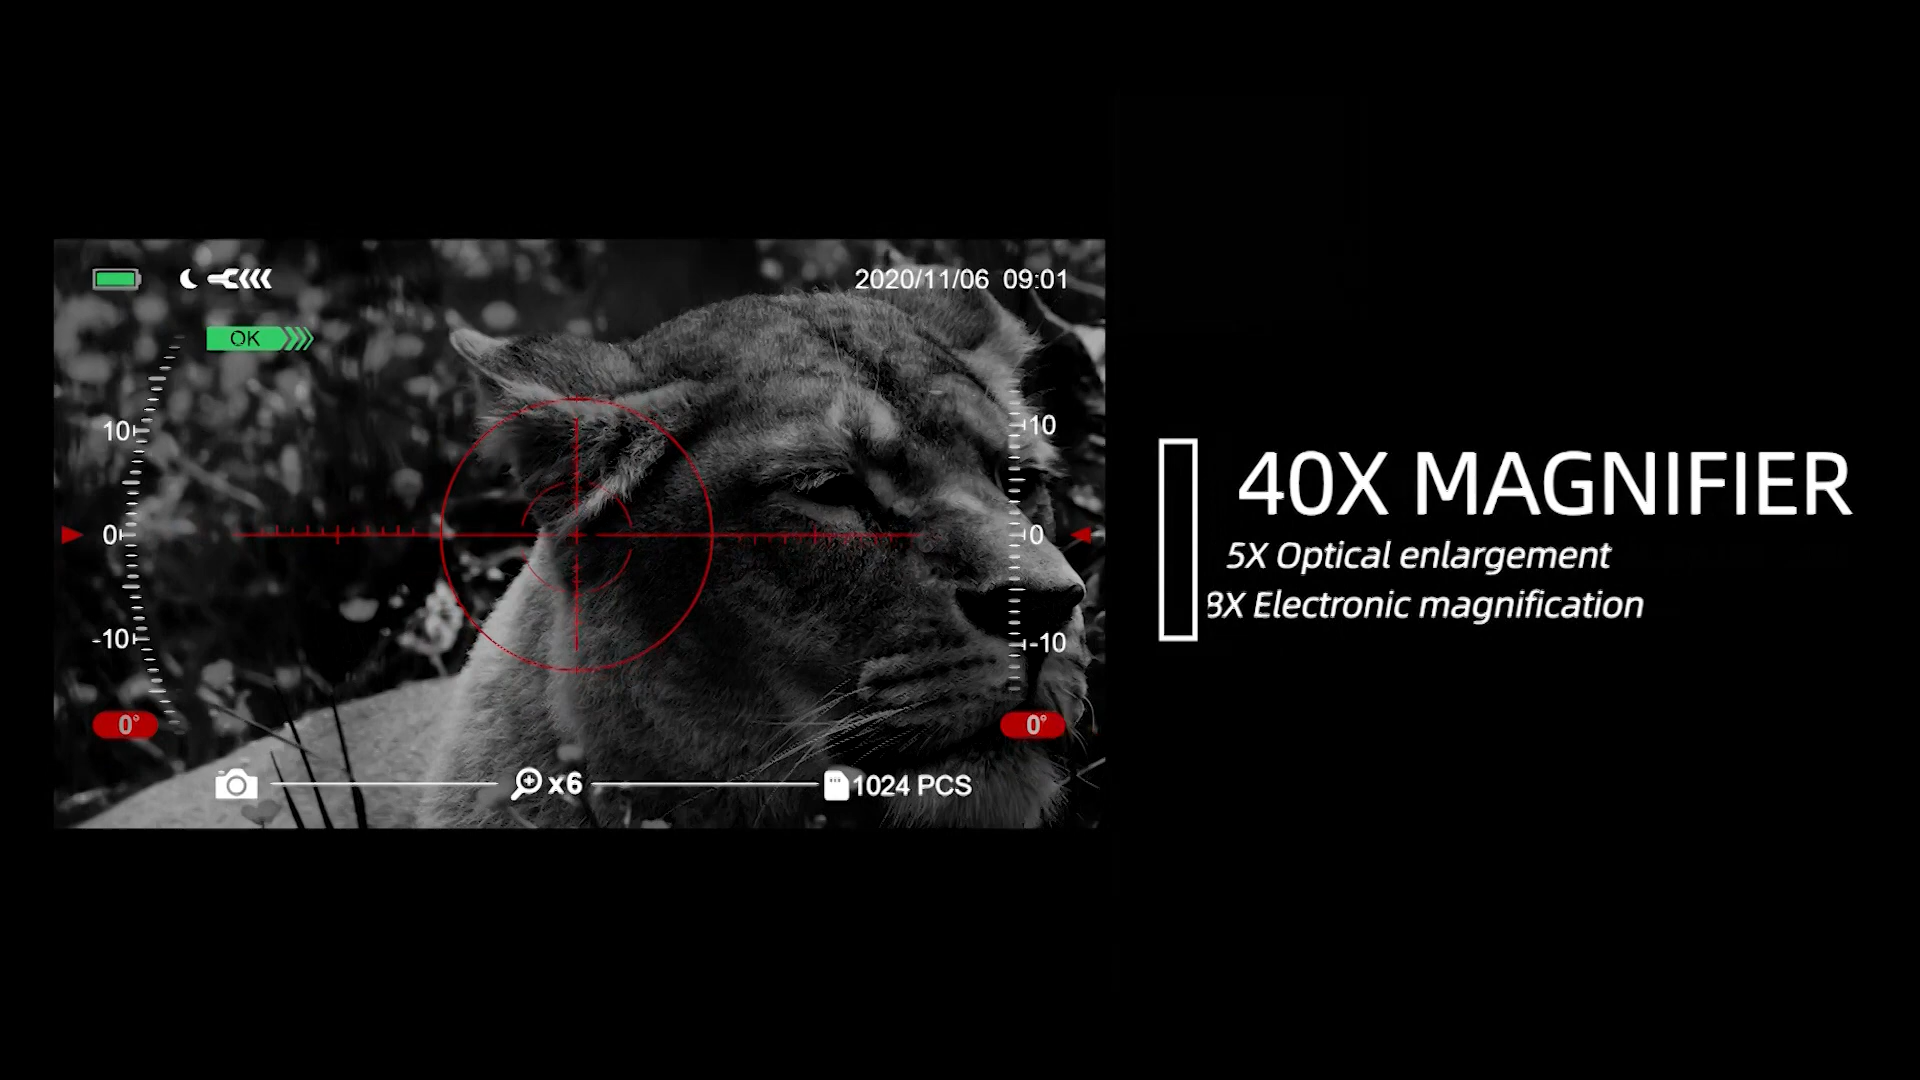 2020/11/06 09:01
OK
10
10
0
0
-10
-10
0°
0°
x6
1024 PCS
40X MAGNIFIER
5X Optical enlargement
8X Electronic magnification